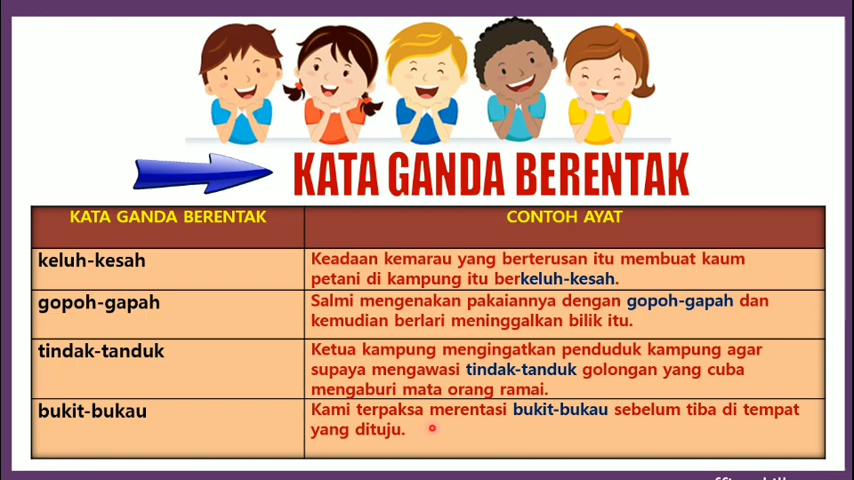 KATA GANDA BERENTAK
KATA GANDA BERENTAK
CONTOH AYAT
keluh-kesah
Keadaan kemarau yang berterusan itu membuat kaum
petani di kampung itu berkeluh-kesah.
gopoh-gapah
Salmi mengenakan pakaiannya dengan gopoh-gapah dan
kemudian berlari meninggalkan bilik itu.
tindak-tanduk
Ketua kampung mengingatkan penduduk kampung agar
supaya mengawasi tindak-tanduk golongan yang cuba
mengaburi mata orang ramai.
bukit-bukau
Kami terpaksa merentasi bukit-bukau sebelum tiba di tempat
yang dituju.